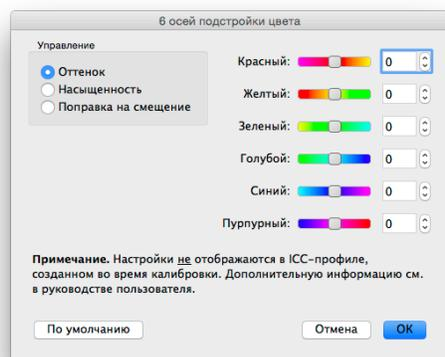 6 осей подстройки цвета
Управление
Оттенок
Насыщенность
Поправка на смещение
Красный: 0
Желтый: 0
Зеленый: 0
Голубой: 0
Синий: 0
Пурпурный: 0
Примечание. Настройки не отображаются в ICC-профиле,
созданном во время калибровки. Дополнительную информацию см.
в руководстве пользователя.
По умолчанию
Отмена
ОК